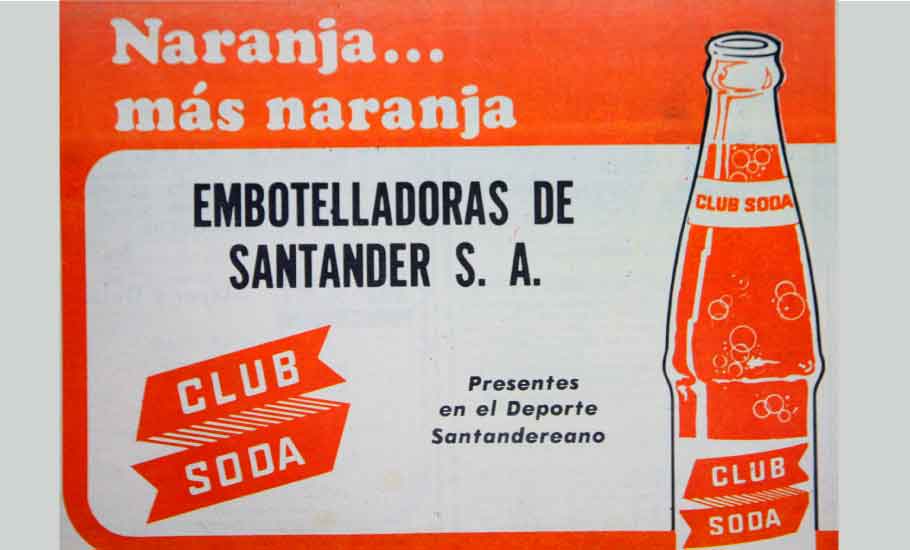 Naranja...
más naranja
EMBOTELLADORAS DE
SANTANDER S. A.
CLUB SODA
CLUB
SODA
Presentes
en el Deporte
Santandereano
CLUB
SODA